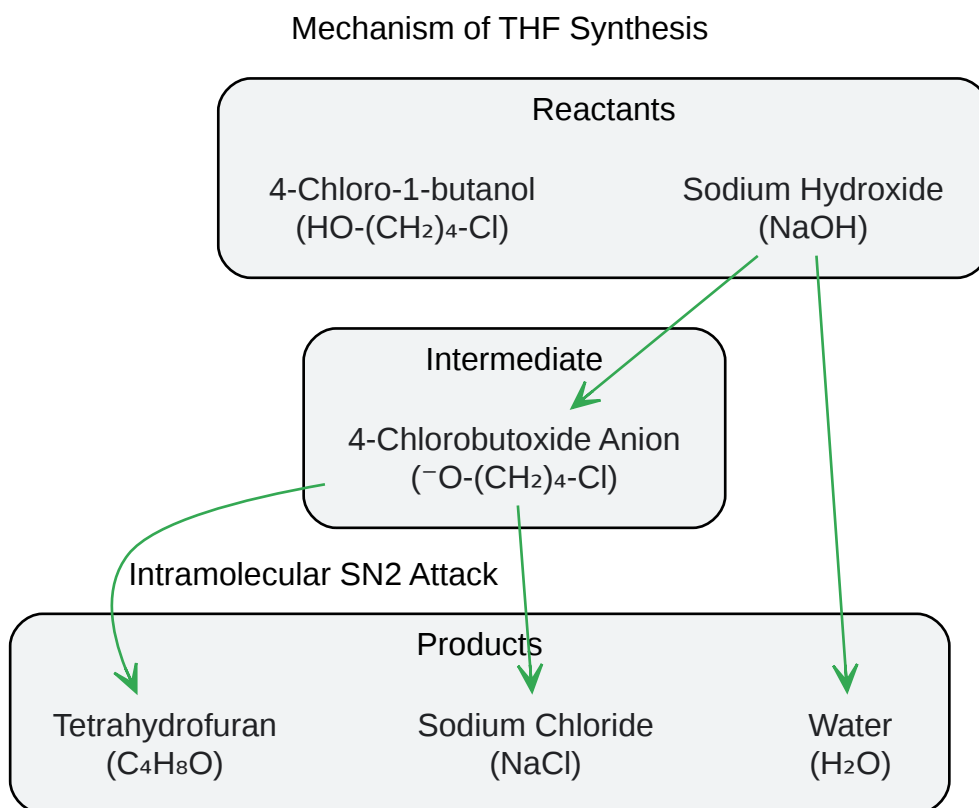 Mechanism of THF Synthesis
Reactants
4-Chloro-1-butanol
(HO-(CH₂)₄-Cl)
Sodium Hydroxide
(NaOH)
Intermediate
4-Chlorobutoxide Anion
(⁻O-(CH₂)₄-Cl)
Intramolecular SN2 Attack
Products
Tetrahydrofuran
(C₄H₈O)
Sodium Chloride
(NaCl)
Water
(H₂O)